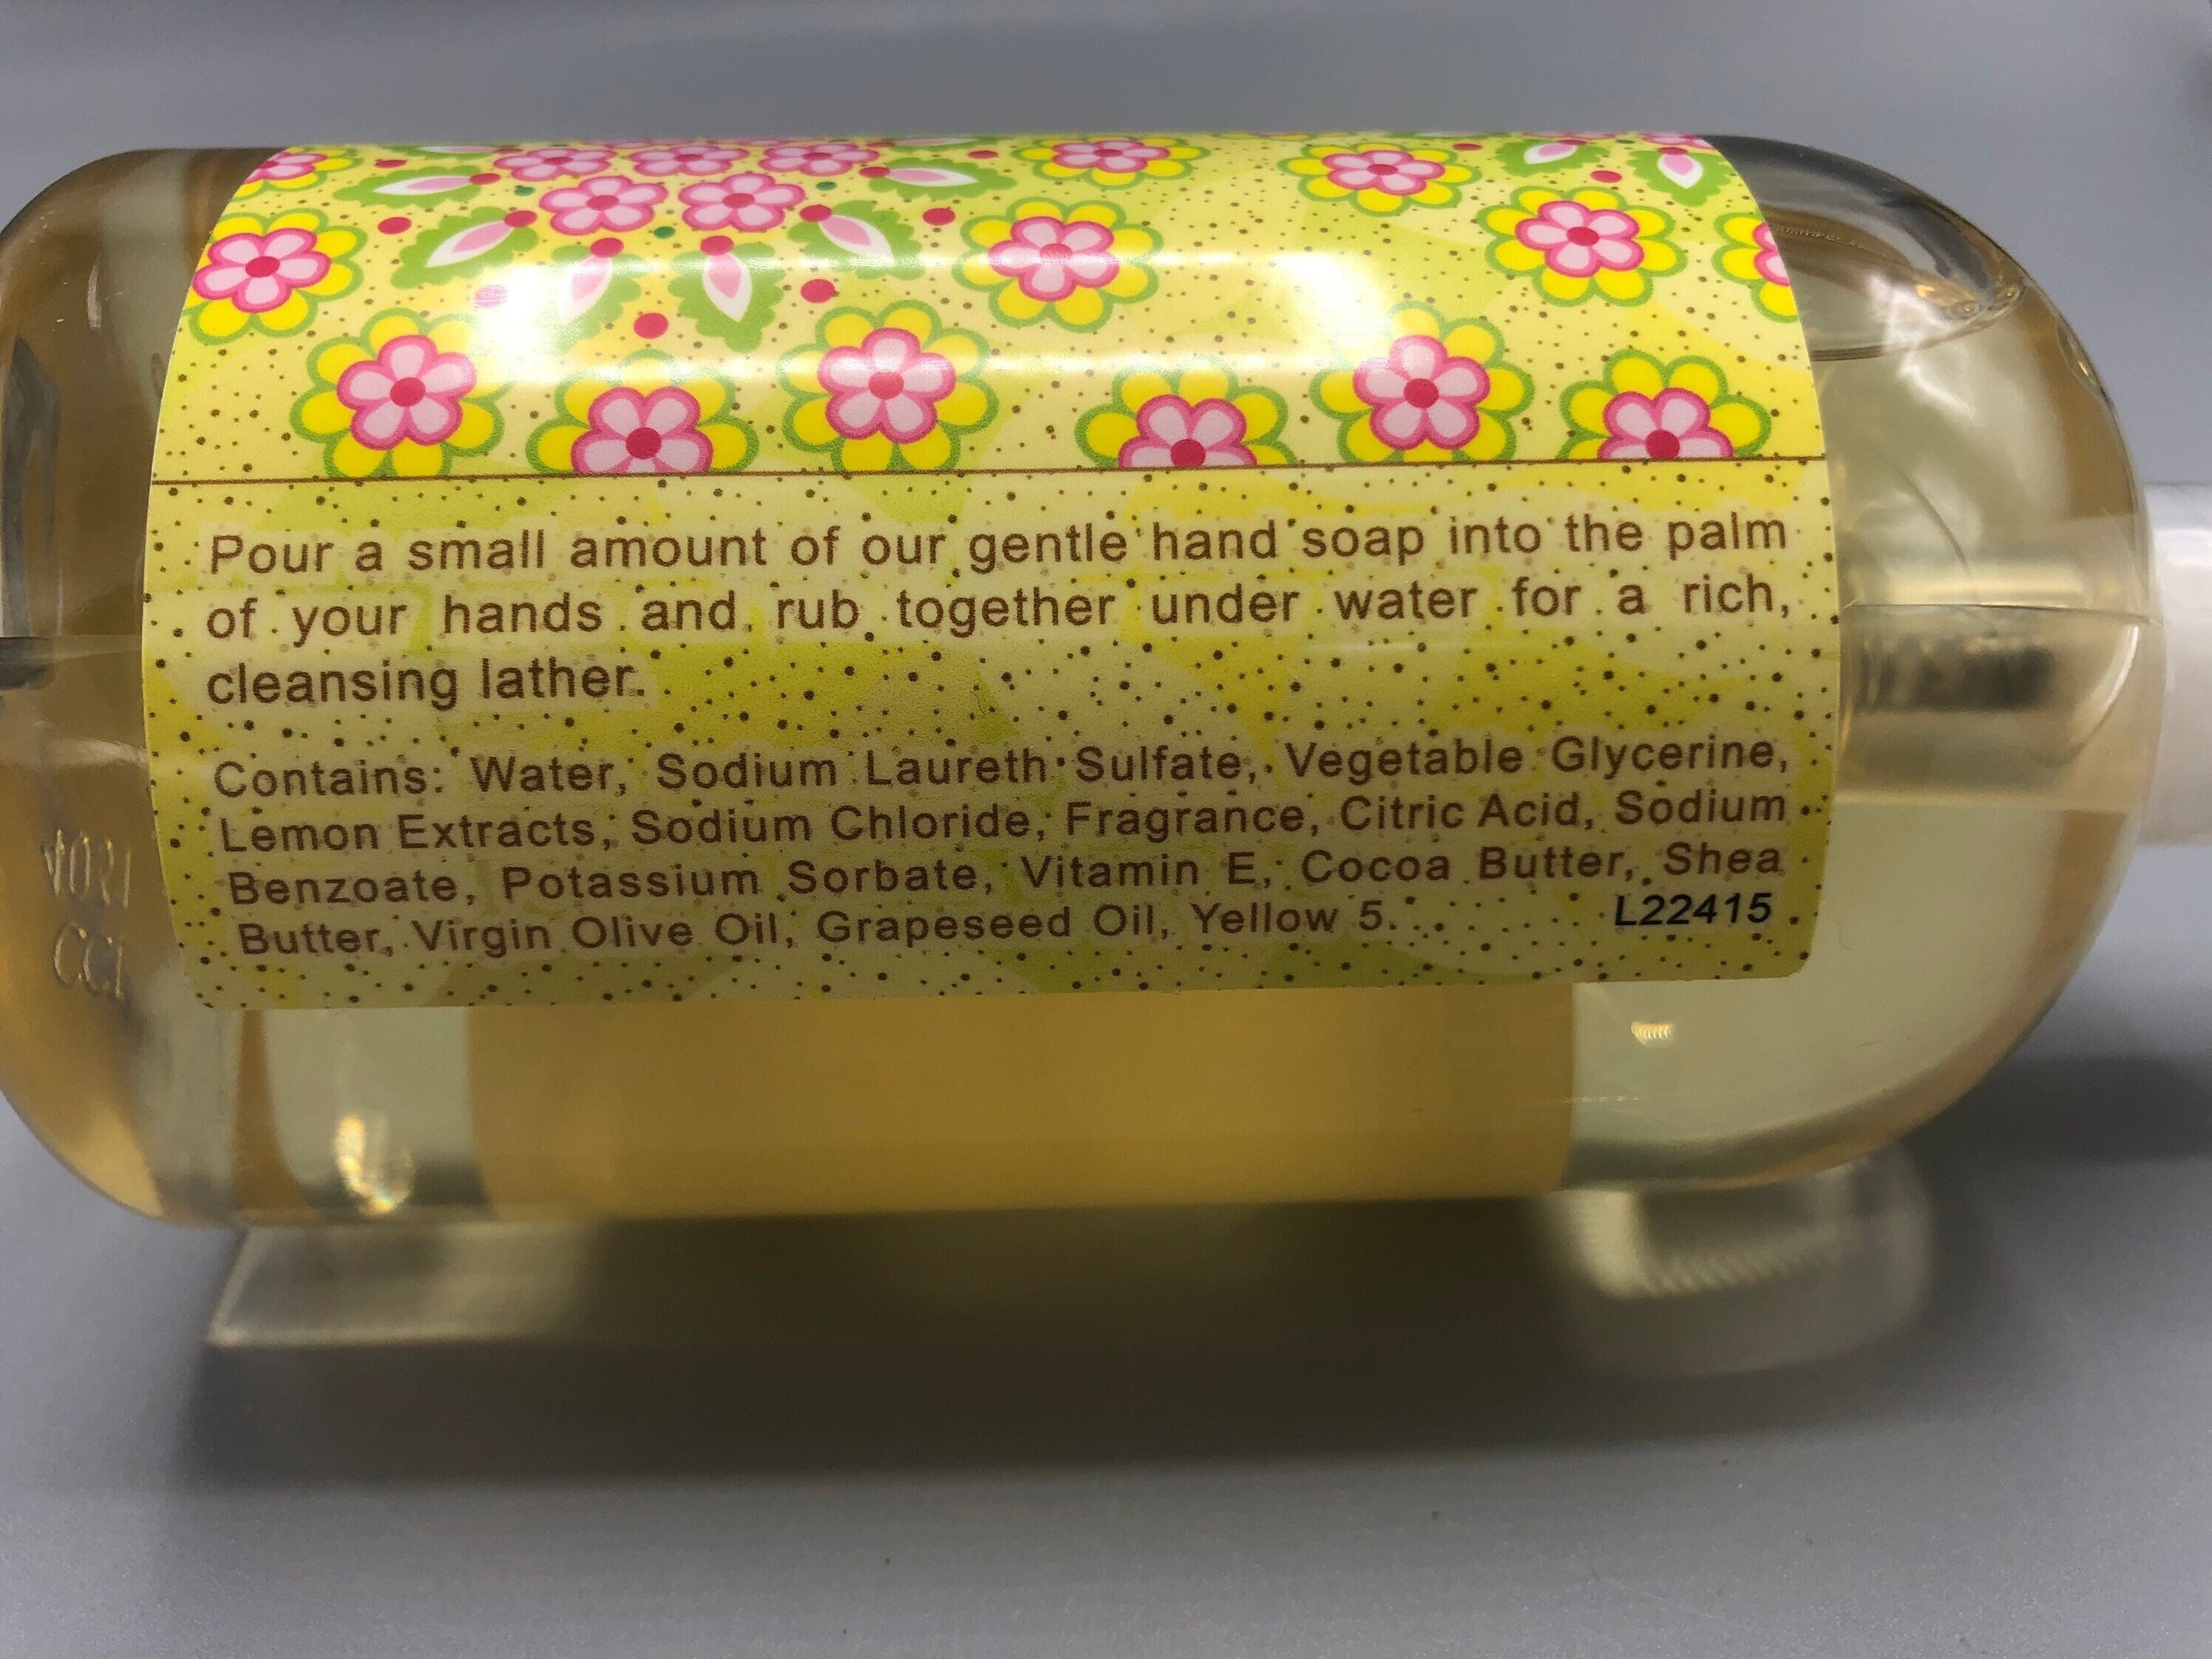 Pour a small amount of our gentle hand soap into the palm
of your hands and rub together under water for a rich,
cleansing lather.
Contains: Water, Sodium Laureth Sulfate, Vegetable Glycerine,
Lemon Extracts, Sodium Chloride, Fragrance, Citric Acid, Sodium
Benzoate, Potassium Sorbate, Vitamin E, Cocoa Butter, Shea
Butter, Virgin Olive Oil, Grapeseed Oil, Yellow 5.
L22415